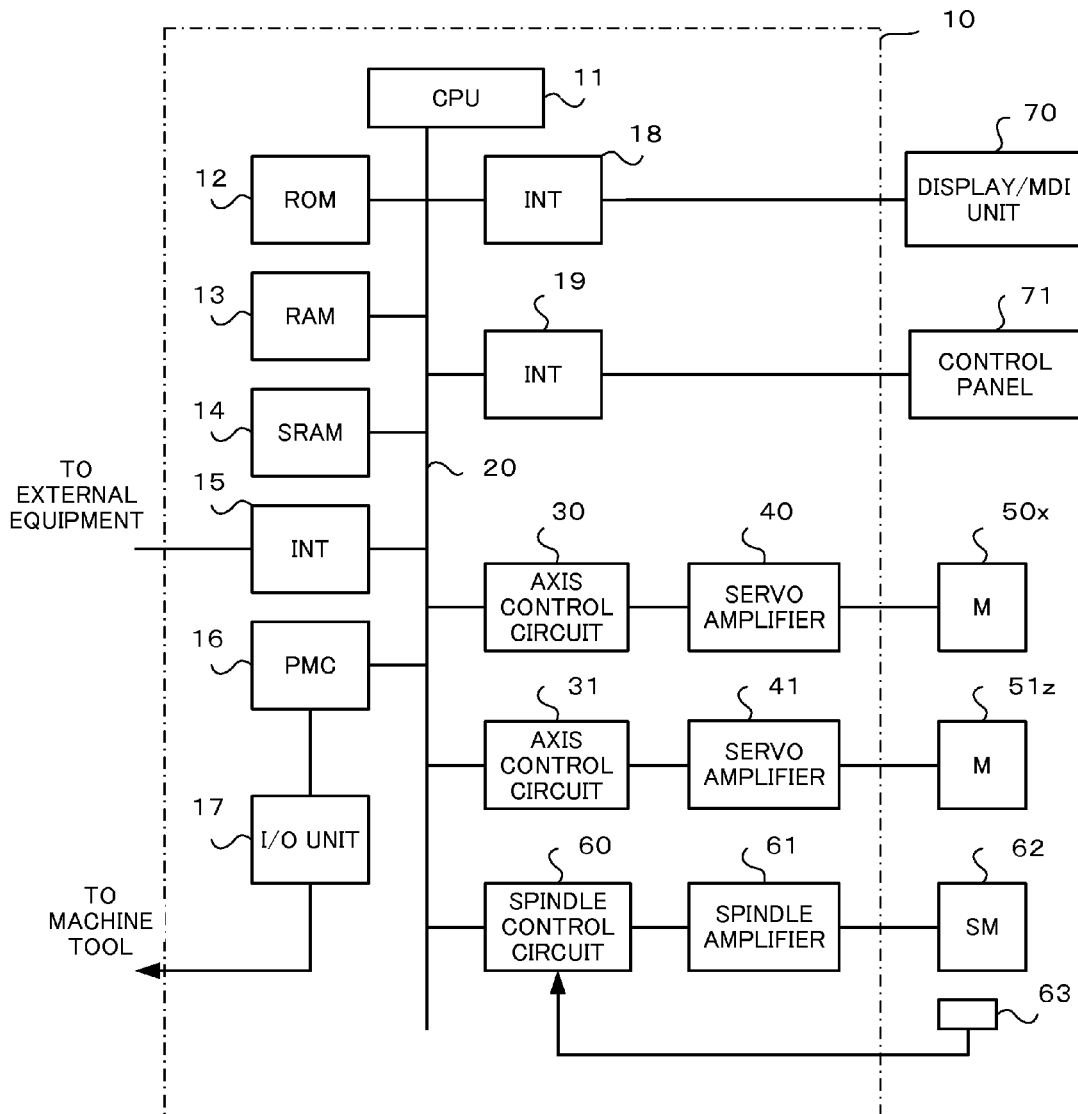 10
11
CPU
18
70
12
ROM
INT
DISPLAY/MDI
UNIT
13
RAM
19
71
INT
CONTROL
PANEL
14
SRAM
20
TO
EXTERNAL
EQUIPMENT
15
INT
30
40
50x
AXIS
CONTROL
CIRCUIT
SERVO
AMPLIFIER
M
16
PMC
31
41
51z
AXIS
CONTROL
CIRCUIT
SERVO
AMPLIFIER
M
17
I/O UNIT
60
61
62
SPINDLE
CONTROL
CIRCUIT
SPINDLE
AMPLIFIER
SM
TO
MACHINE
TOOL
63